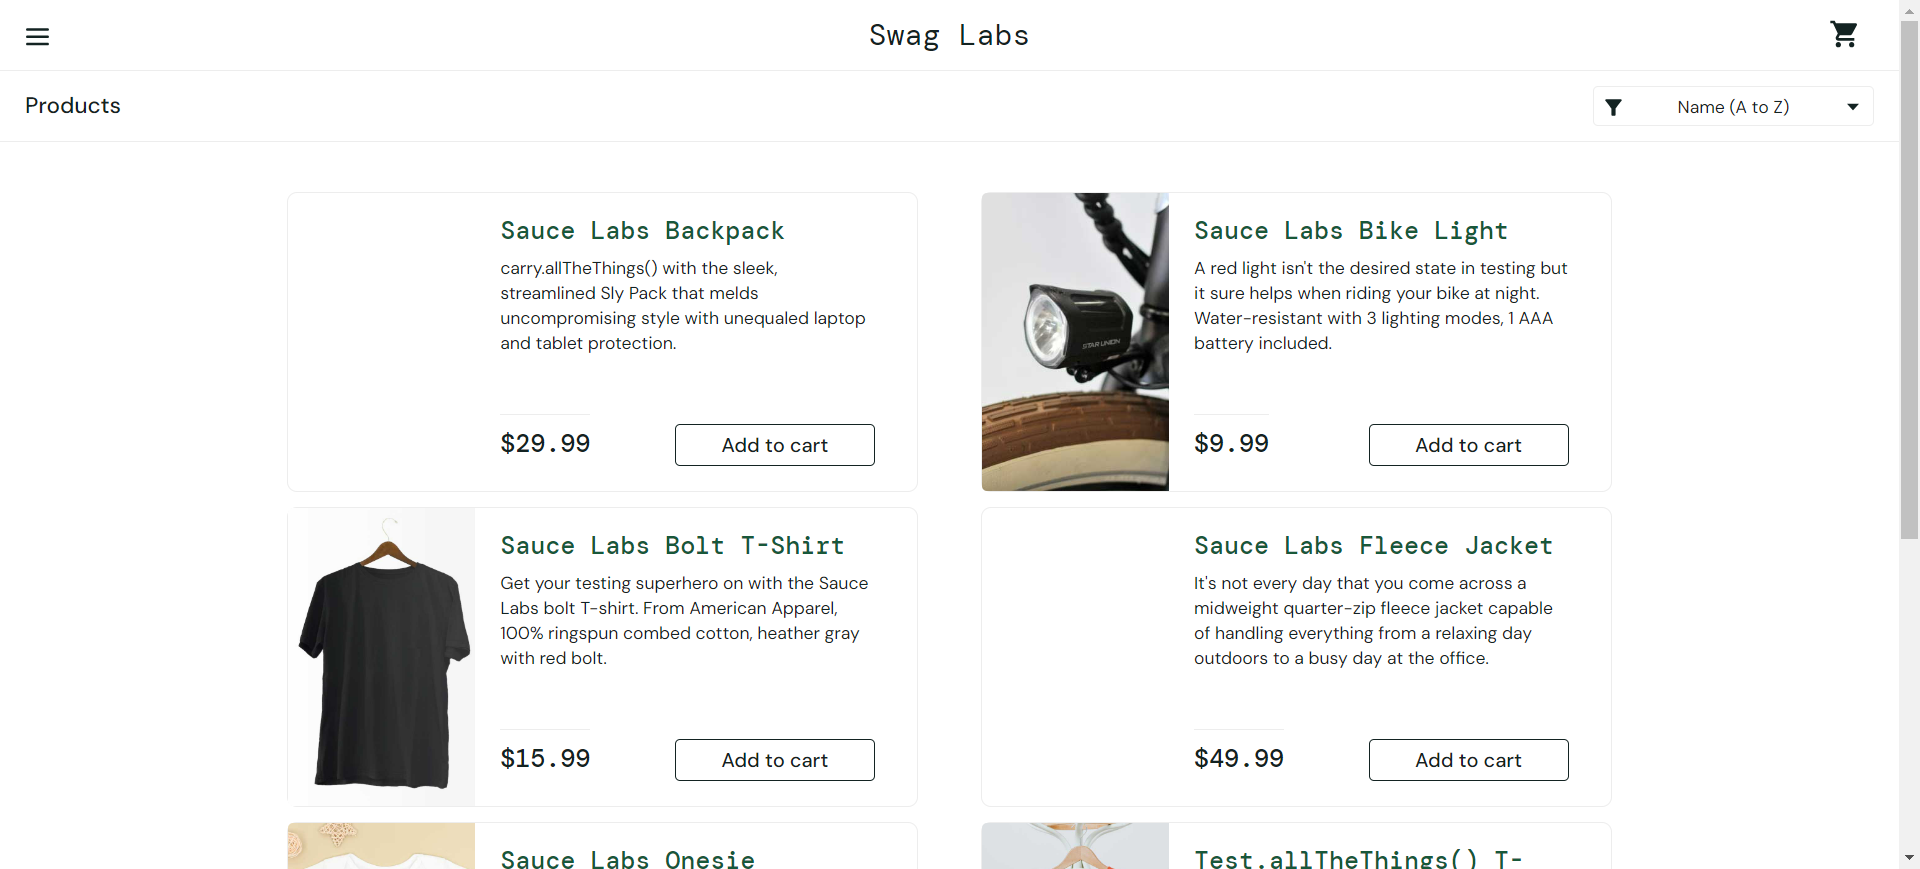 Swag Labs
Products
Name (A to Z)
Sauce Labs Backpack
carry.allTheThings() with the sleek,
streamlined Sly Pack that melds
uncompromising style with unequaled laptop
and tablet protection.
$29.99
Add to cart
Sauce Labs Bike Light
A red light isn't the desired state in testing but
it sure helps when riding your bike at night.
Water-resistant with 3 lighting modes, 1 AAA
battery included.
STAR UNION
$9.99
Add to cart
Sauce Labs Bolt T-Shirt
Get your testing superhero on with the Sauce
Labs bolt T-shirt. From American Apparel,
100% ringspun combed cotton, heather gray
with red bolt.
$15.99
Add to cart
Sauce Labs Fleece Jacket
It's not every day that you come across a
midweight quarter-zip fleece jacket capable
of handling everything from a relaxing day
outdoors to a busy day at the office.
$49.99
Add to cart
Sauce Labs Onesie
Test.allTheThings() T-